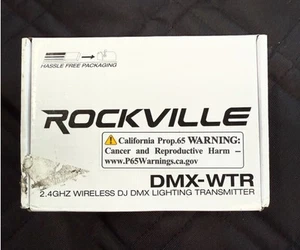 HASSLE FREE PACKAGING
ROCKVILLE
California Prop.65 WARNING:
Cancer and Reproductive Harm –
www.P65Warnings.ca.gov
DMX-WTR
2.4GHZ WIRELESS DJ DMX LIGHTING TRANSMITTER